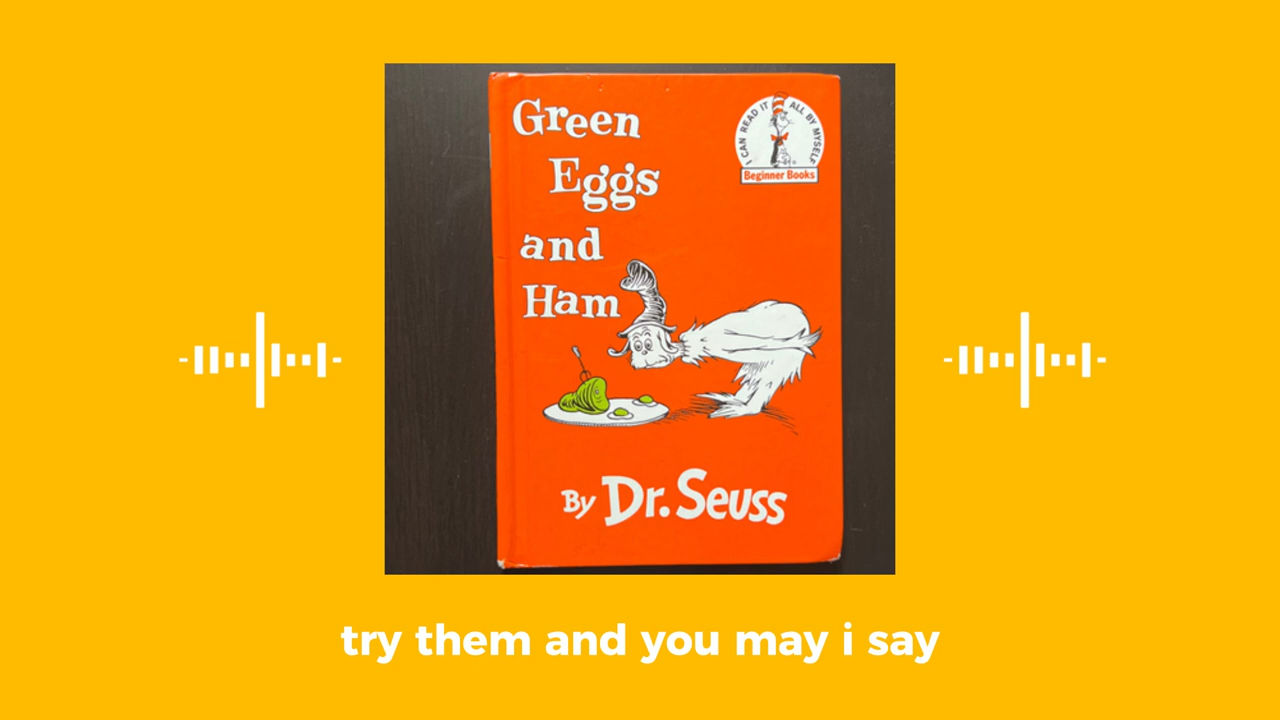 Green
Eggs
and
Ham
I CAN READ IT ALL BY MYSELF
Beginner Books
By Dr. Seuss
try them and you may i say